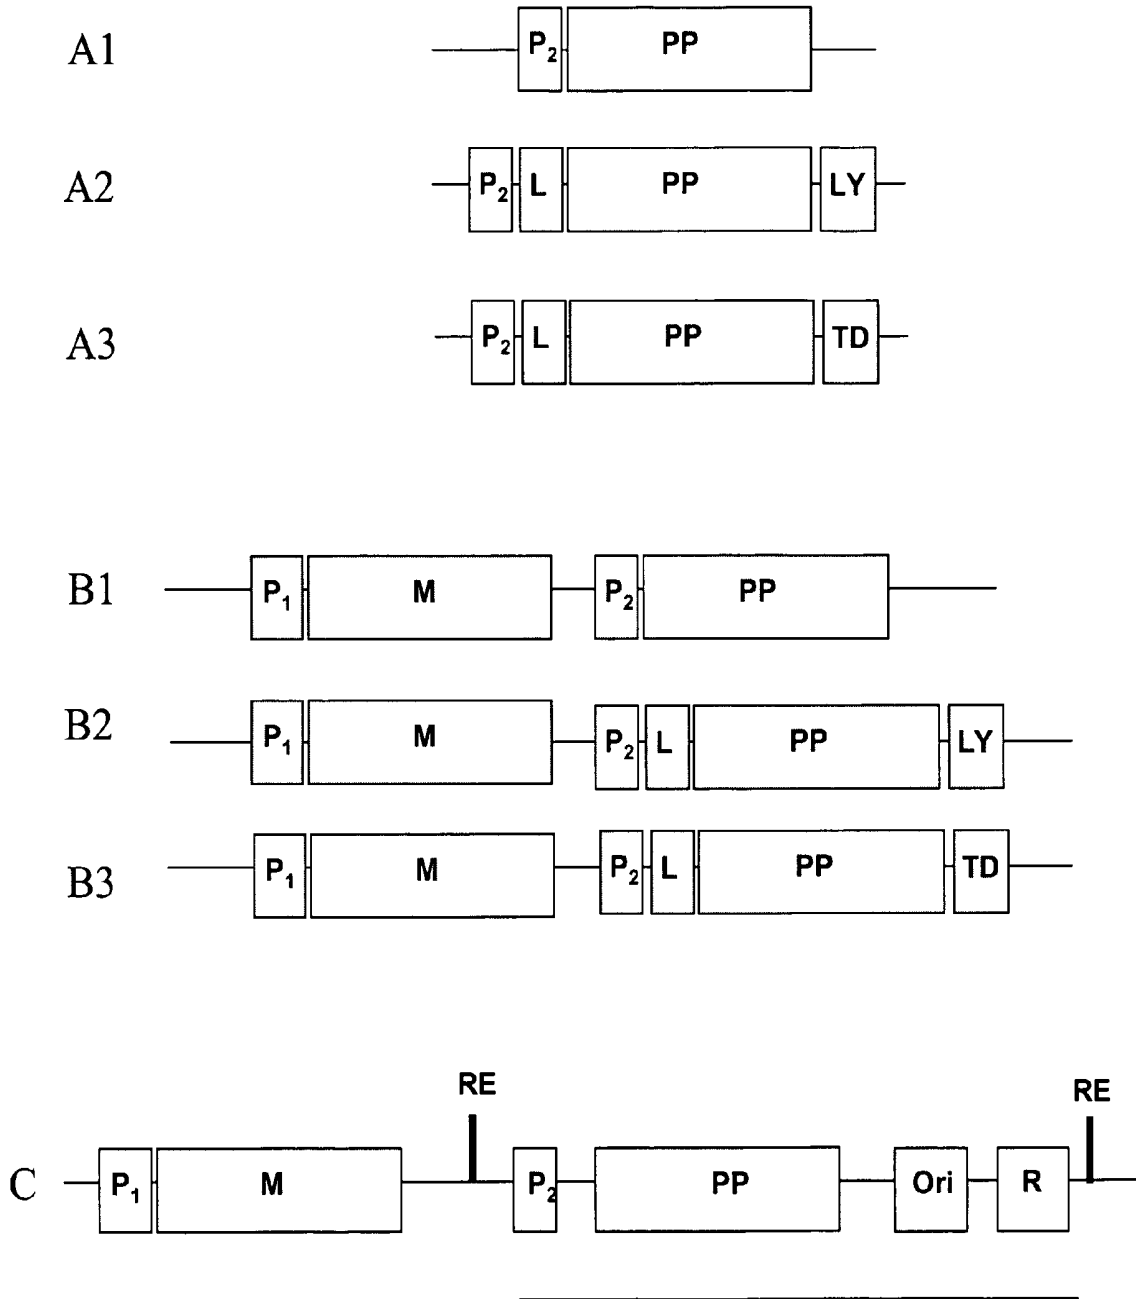 A1 P₂ PP
A2 P₂ L PP LY
A3 P₂ L PP TD
B1 P₁ M P₂ PP
B2 P₁ M P₂ L PP LY
B3 P₁ M P₂ L PP TD
RE RE
C P₁ M P₂ PP Ori R